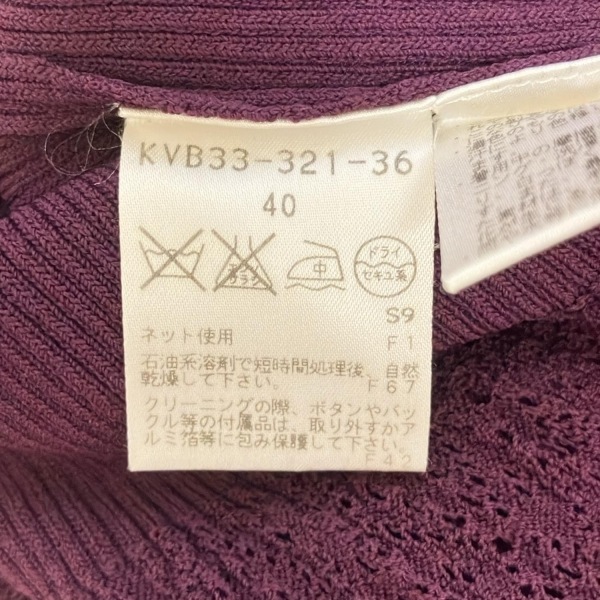 KVB33-321-36
40
中
ドライ
セキユ系
S9
ネット使用
F1
石油系溶剤で短時間処理後、自然
乾燥して下さい。
F67
クリーニングの際、ボタンやバッ
クル等の付属品は、取り外すかア
ルミ箔等に包み保護して下さい。
F42